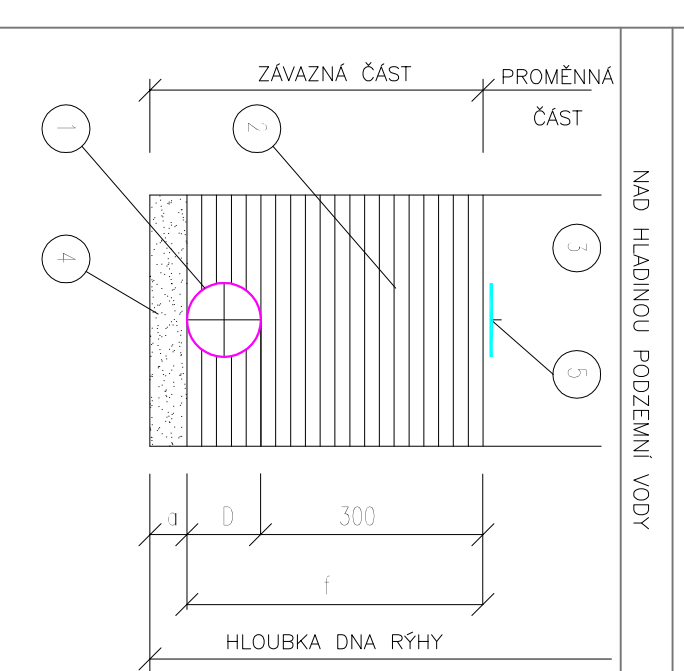 ZÁVAZNÁ ČÁST
PROMĚNNÁ
ČÁST
NAD HLADINOU PODZEMNÍ VODY
1
2
3
4
5
a
D
300
f
HLOUBKA DNA RÝHY